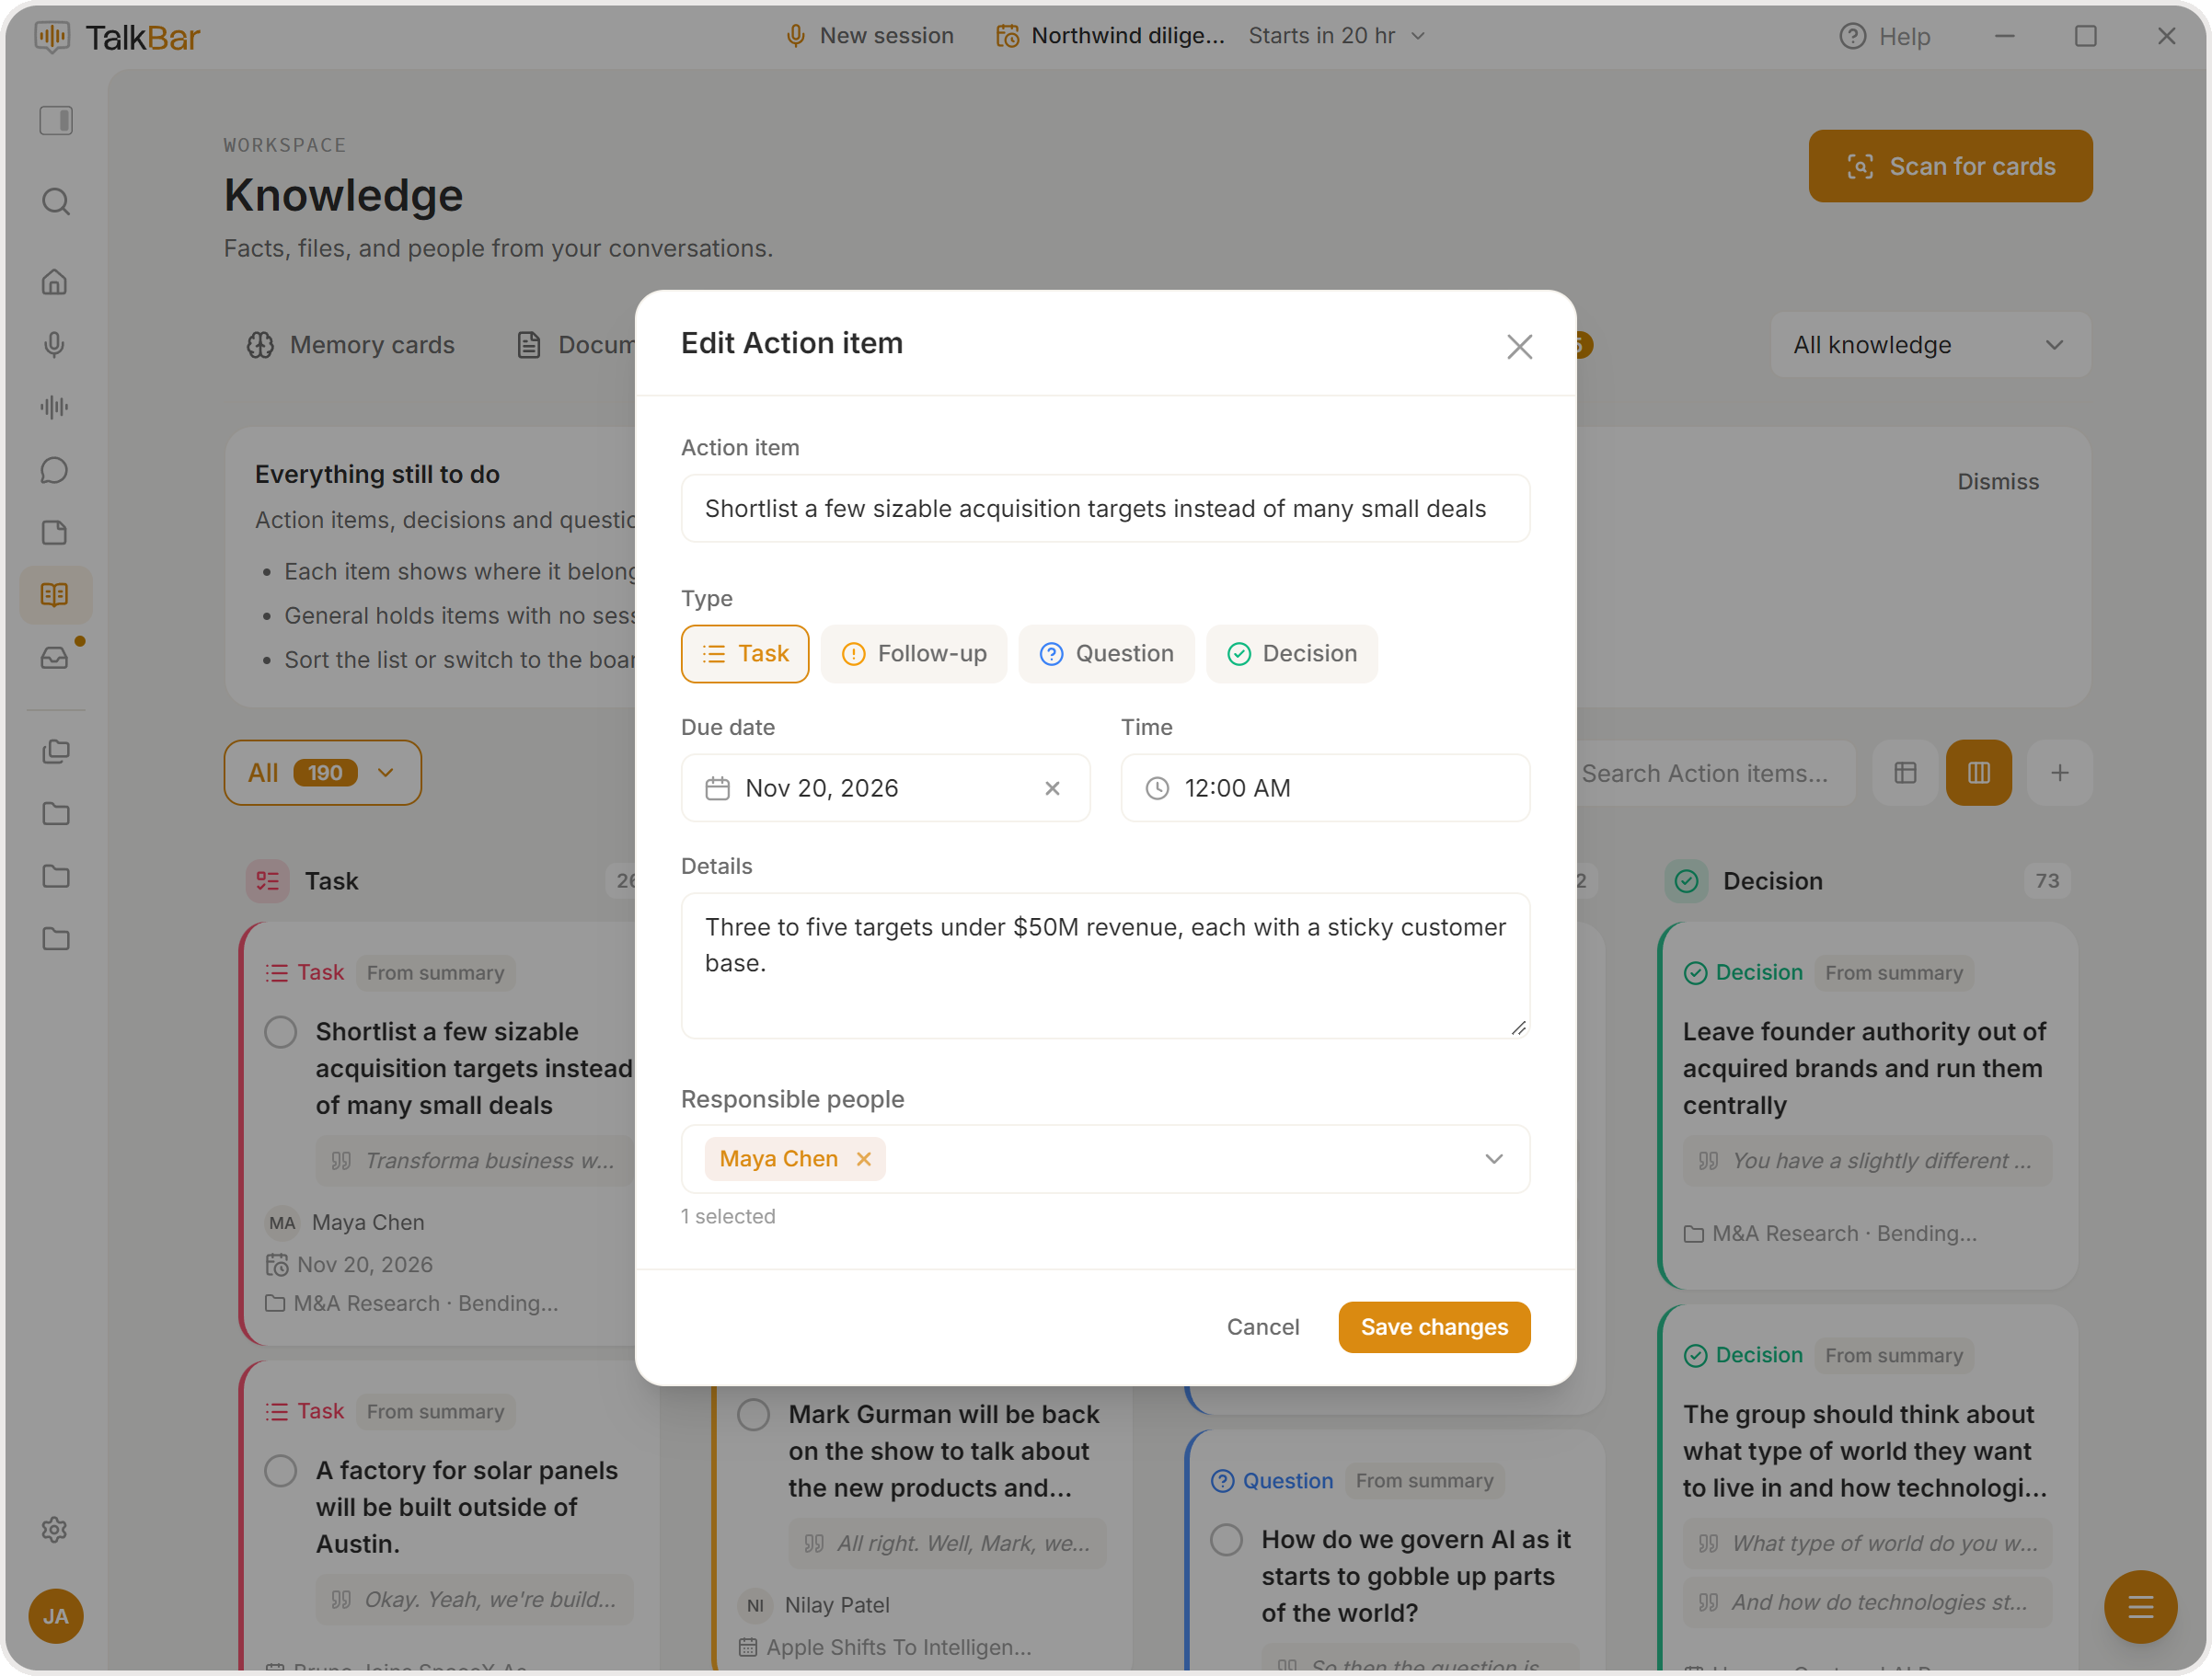 TalkBar
New session
Northwind dilige...
Starts in 20 hr
Help
WORKSPACE
Knowledge
Facts, files, and people from your conversations.
Scan for cards
Memory cards
Docum
All knowledge
Everything still to do
Action items, decisions and questio
Each item shows where it belong
General holds items with no sess
Sort the list or switch to the boar
Dismiss
All 190
Search Action items...
Edit Action item
Action item
Shortlist a few sizable acquisition targets instead of many small deals
Type
Task
Follow-up
Question
Decision
Due date
Time
Nov 20, 2026
12:00 AM
Details
Three to five targets under $50M revenue, each with a sticky customer
base.
Responsible people
Maya Chen
1 selected
Cancel
Save changes
Task
Task From summary
Shortlist a few sizable
acquisition targets instead
of many small deals
Transforma business w...
MA Maya Chen
Nov 20, 2026
M&A Research · Bending...
Task From summary
A factory for solar panels
will be built outside of
Austin.
Okay. Yeah, we're build...
Mark Gurman will be back
on the show to talk about
the new products and...
All right. Well, Mark, we...
NI Nilay Patel
Apple Shifts To Intelligen...
Question From summary
How do we govern AI as it
starts to gobble up parts
of the world?
So then the question is
Decision 73
Decision From summary
Leave founder authority out of
acquired brands and run them
centrally
You have a slightly different ...
M&A Research · Bending...
Decision From summary
The group should think about
what type of world they want
to live in and how technologi...
What type of world do you w...
And how do technologies st...
JA